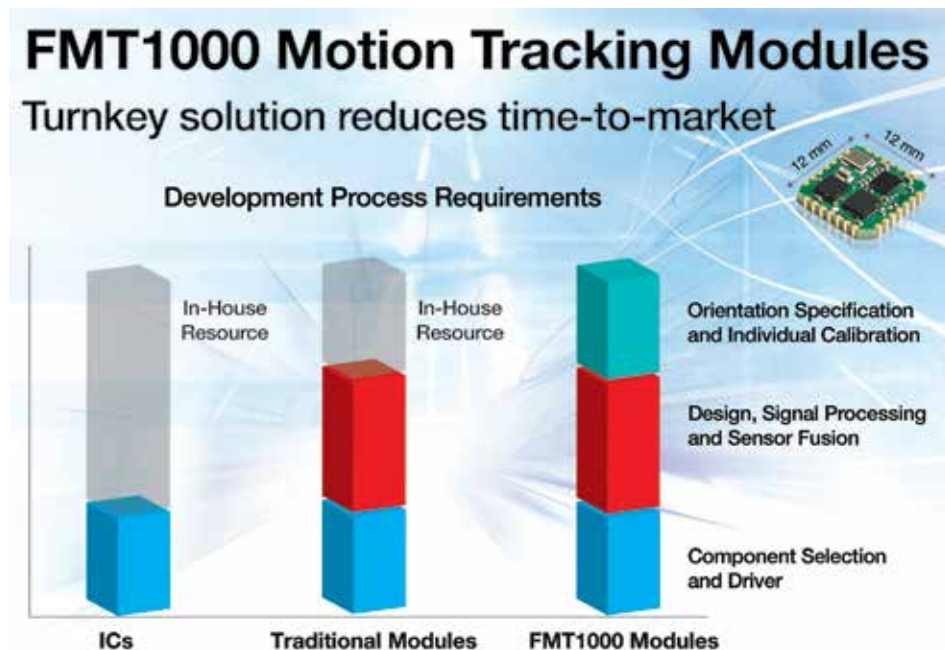 FMT1000 Motion Tracking Modules
Turnkey solution reduces time-to-market
12 mm
12 mm
Development Process Requirements
In-House
Resource
In-House
Resource
Orientation Specification
and Individual Calibration
Design, Signal Processing
and Sensor Fusion
Component Selection
and Driver
ICs
Traditional Modules
FMT1000 Modules